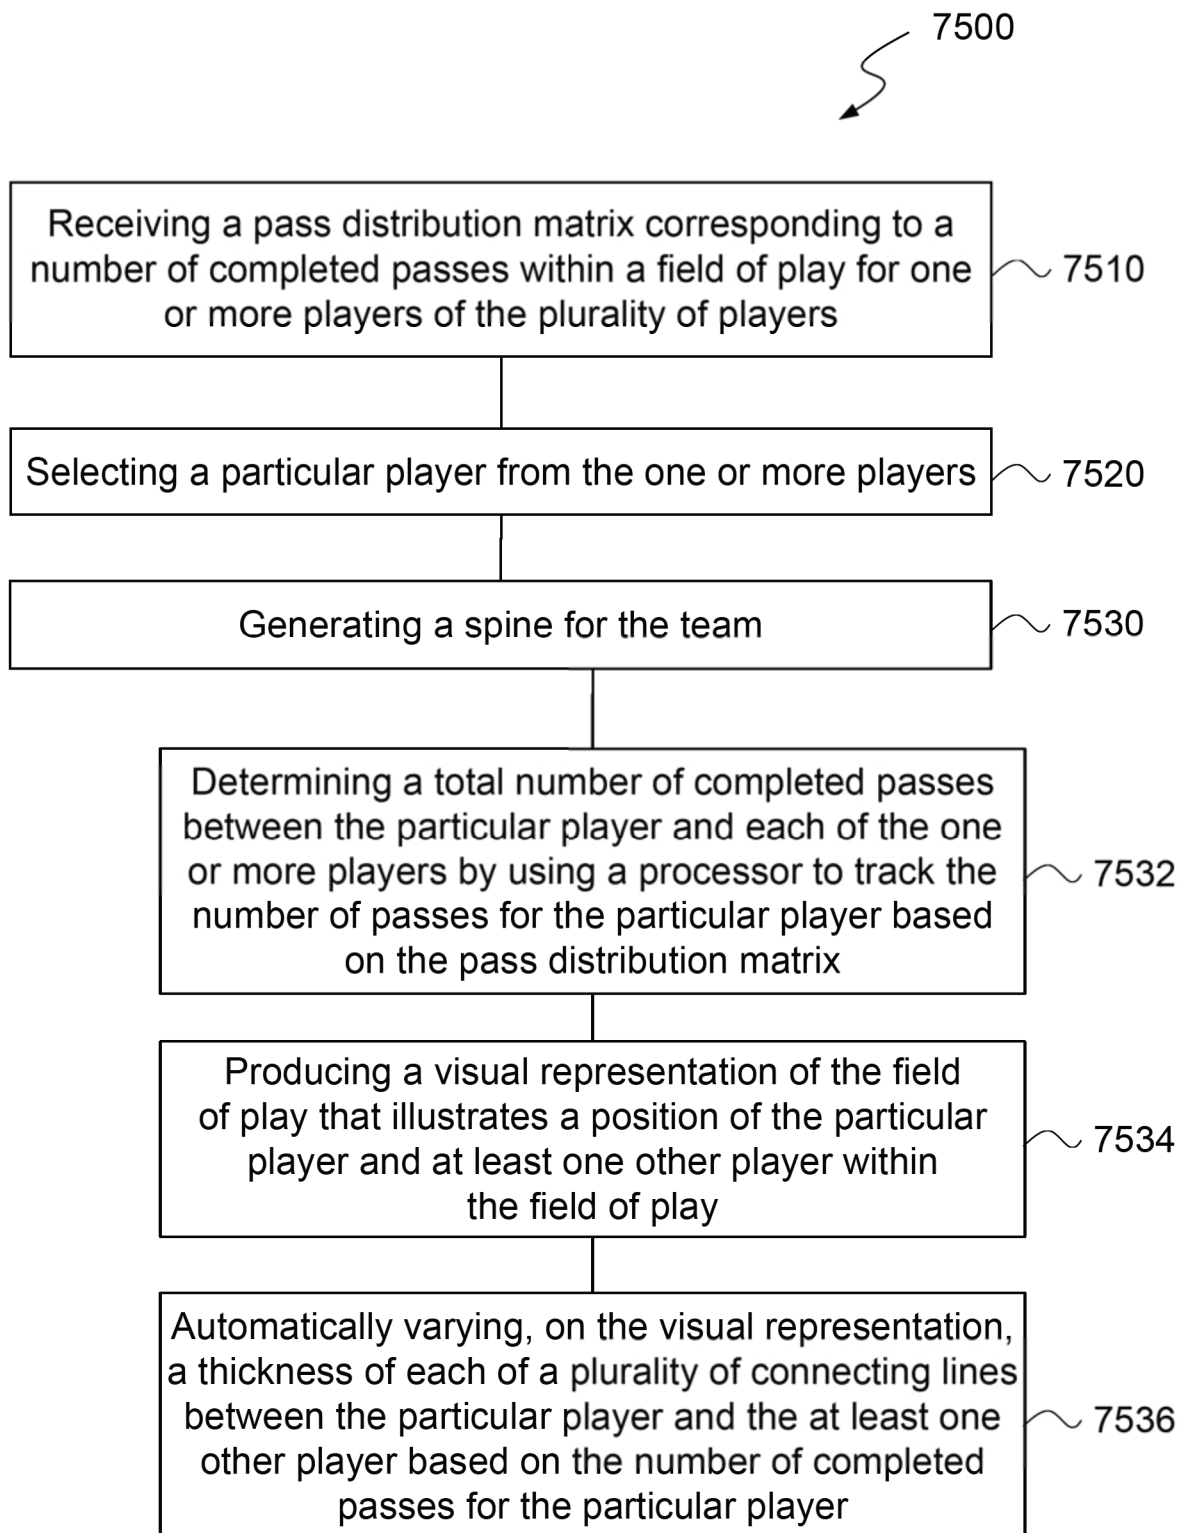 7500
Receiving a pass distribution matrix corresponding to a
number of completed passes within a field of play for one
or more players of the plurality of players
7510
Selecting a particular player from the one or more players
7520
Generating a spine for the team
7530
Determining a total number of completed passes
between the particular player and each of the one
or more players by using a processor to track the
number of passes for the particular player based
on the pass distribution matrix
7532
Producing a visual representation of the field
of play that illustrates a position of the particular
player and at least one other player within
the field of play
7534
Automatically varying, on the visual representation,
a thickness of each of a plurality of connecting lines
between the particular player and the at least one
other player based on the number of completed
passes for the particular player
7536